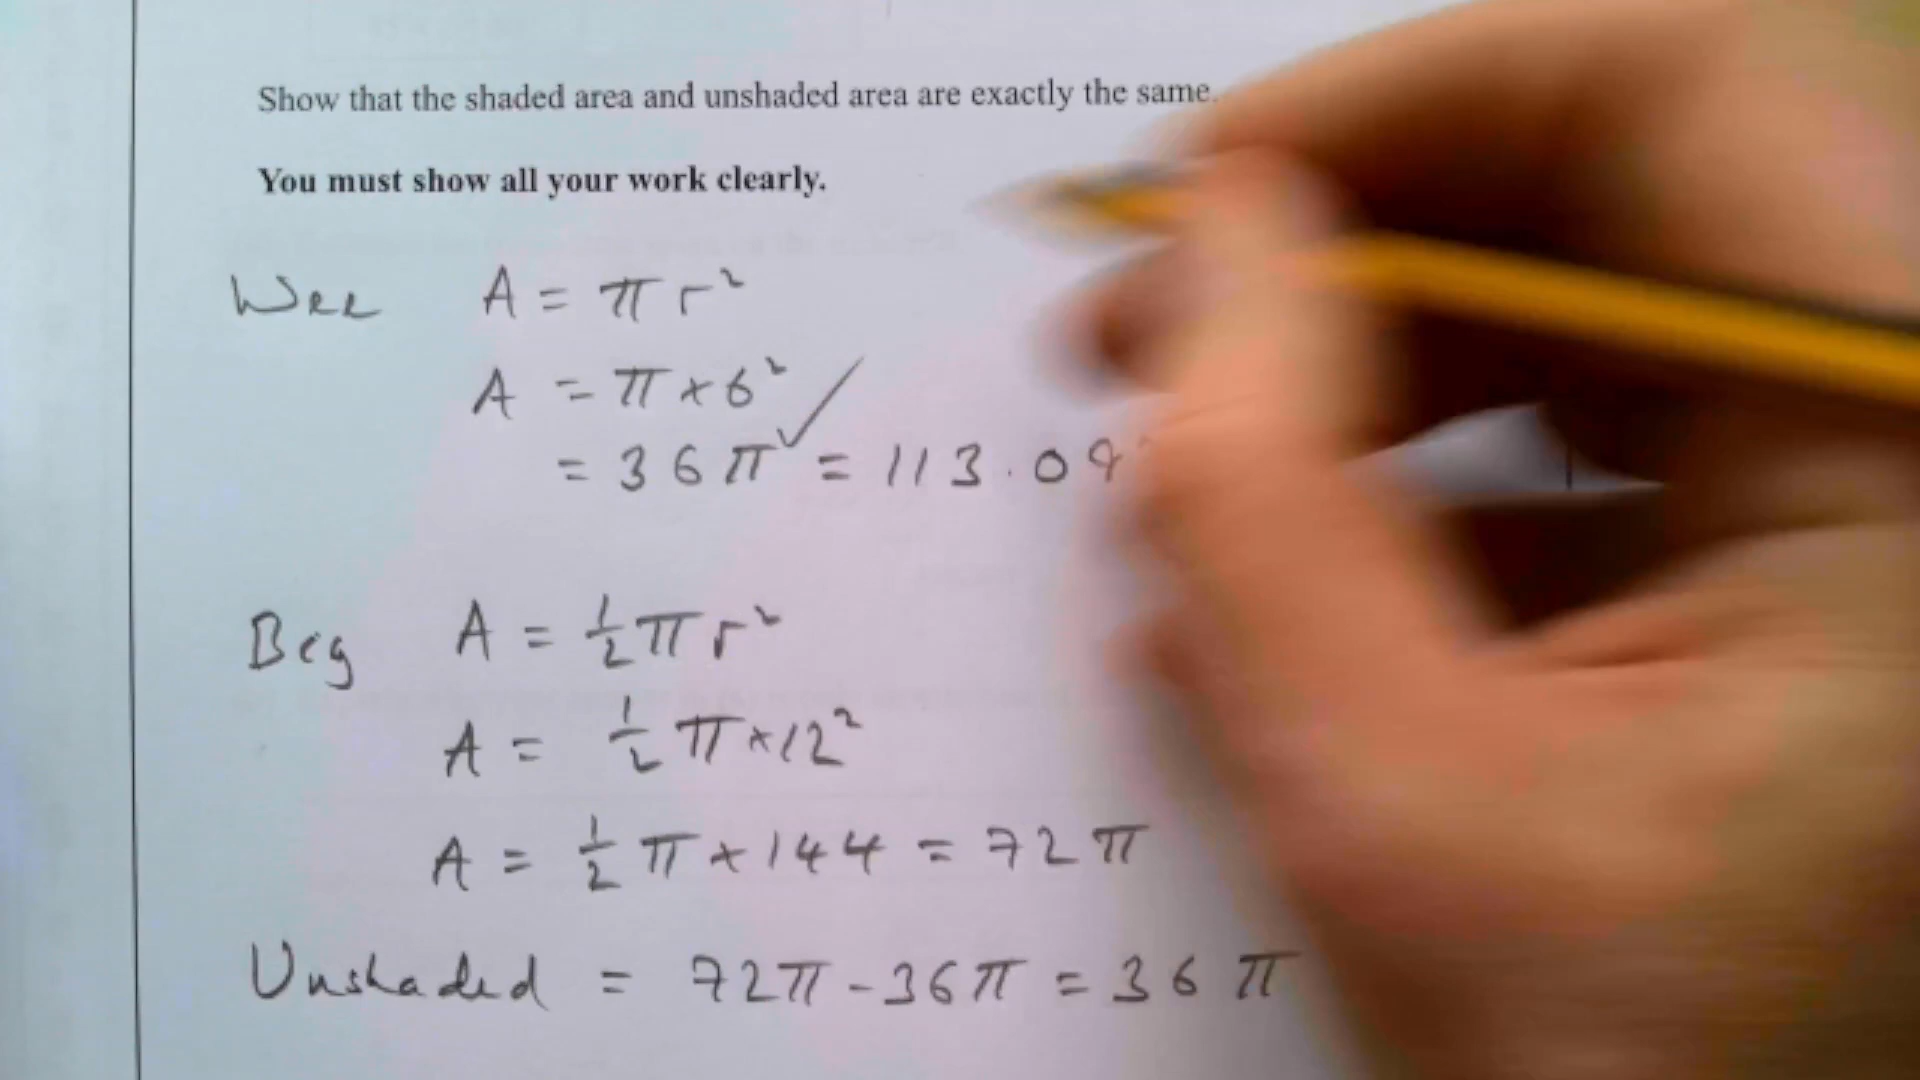 Show that the shaded area and unshaded area are exactly the same.
You must show all your work clearly.
Wee A = πr²
A = π × 6² ✓
= 36π = 113.09
Big A = ½πr²
A = ½π×12²
A = ½π × 144 = 72π
Unshaded = 72π - 36π = 36π